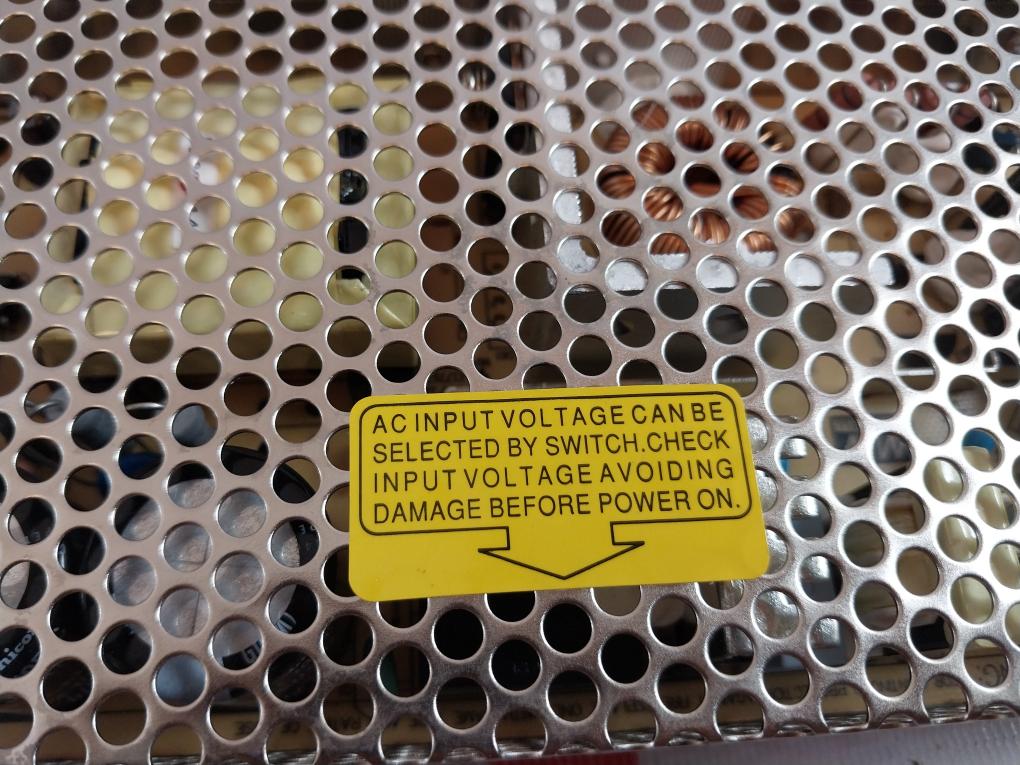 AC INPUT VOLTAGE CAN BE
SELECTED BY SWITCH.CHECK
INPUT VOLTAGE AVOIDING
DAMAGE BEFORE POWER ON.